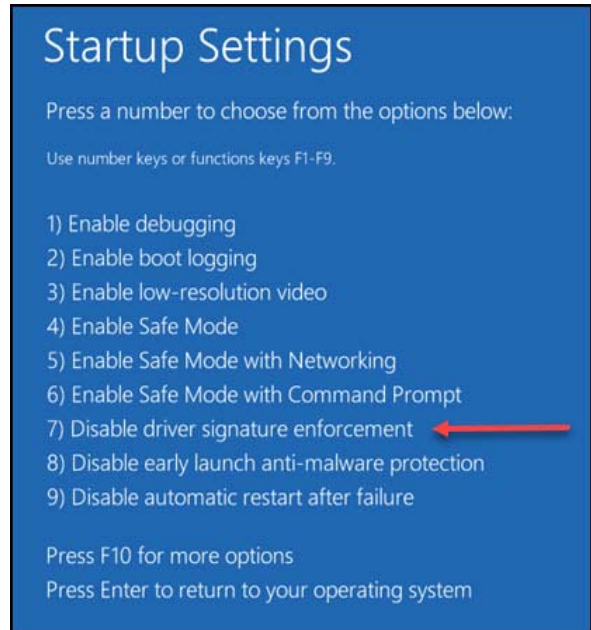 Startup Settings
Press a number to choose from the options below:
Use number keys or functions keys F1-F9.
1) Enable debugging
2) Enable boot logging
3) Enable low-resolution video
4) Enable Safe Mode
5) Enable Safe Mode with Networking
6) Enable Safe Mode with Command Prompt
7) Disable driver signature enforcement
8) Disable early launch anti-malware protection
9) Disable automatic restart after failure
Press F10 for more options
Press Enter to return to your operating system